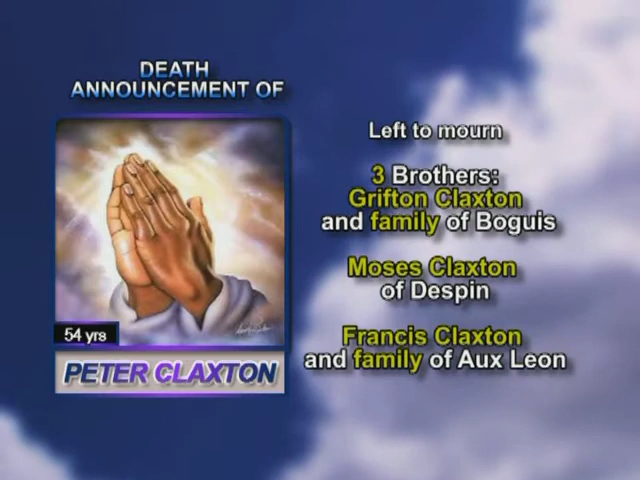 DEATH
ANNOUNCEMENT OF
54 yrs
PETER CLAXTON
Left to mourn
3 Brothers:
Grifton Claxton
and family of Boguis
Moses Claxton
of Despin
Francis Claxton
and family of Aux Leon